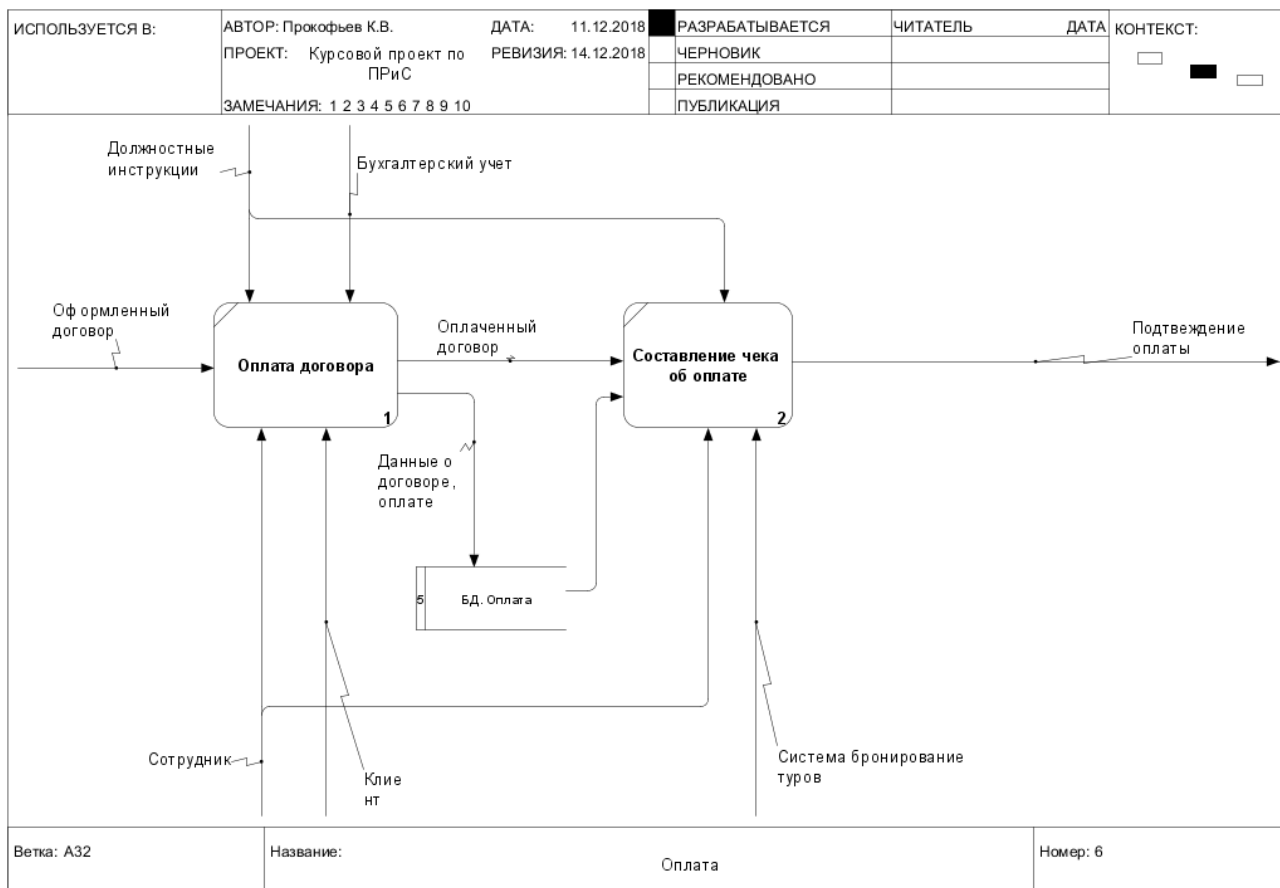 ИСПОЛЬЗУЕТСЯ В:
АВТОР: Прокофьев К.В.
ДАТА: 11.12.2018
ПРОЕКТ: Курсовой проект по
ПРиС
РЕВИЗИЯ: 14.12.2018
ЗАМЕЧАНИЯ: 1 2 3 4 5 6 7 8 9 10
РАЗРАБАТЫВАЕТСЯ
ЧЕРНОВИК
РЕКОМЕНДОВАНО
ПУБЛИКАЦИЯ
ЧИТАТЕЛЬ
ДАТА
КОНТЕКСТ:
Должностные
инструкции
Бухгалтерский учет
Оформленный
договор
Оплата договора
1
Оплаченный
договор
Составление чека
об оплате
2
Подтвеждение
оплаты
Данные о
договоре,
оплате
5
БД. Оплата
Сотрудник
Клие
нт
Система бронирование
туров
Ветка: А32
Название:
Оплата
Номер: 6